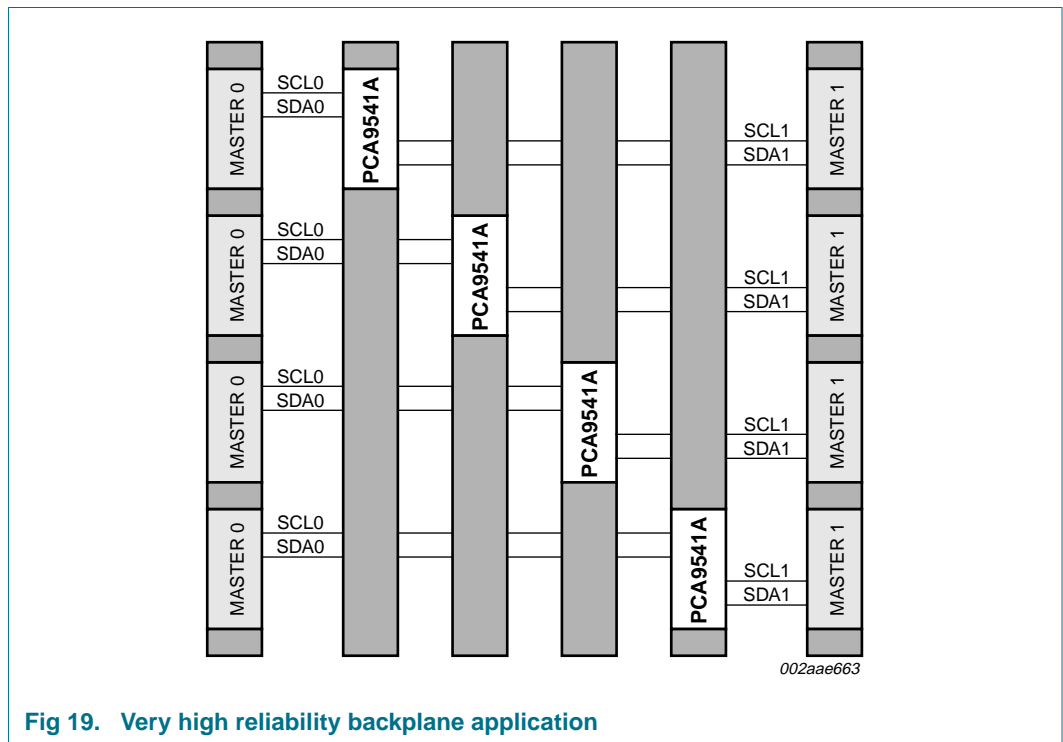 MASTER 0
SCL0
SDA0
PCA9541A
SCL1
SDA1
MASTER 1
MASTER 0
SCL0
SDA0
PCA9541A
SCL1
SDA1
MASTER 1
MASTER 0
SCL0
SDA0
PCA9541A
SCL1
SDA1
MASTER 1
MASTER 0
SCL0
SDA0
PCA9541A
SCL1
SDA1
MASTER 1
002aae663
Fig 19. Very high reliability backplane application